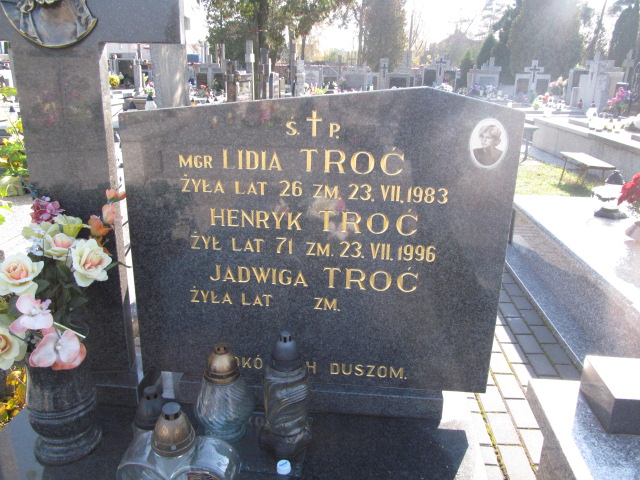 Ś. P.
MGR LIDIA TROĆ
ŻYŁA LAT 26 ZM. 23.VII.1983
HENRYK TROĆ
ŻYŁ LAT 71 ZM. 23.VII.1996
JADWIGA TROĆ
ŻYŁA LAT ZM.
DUSZOM.